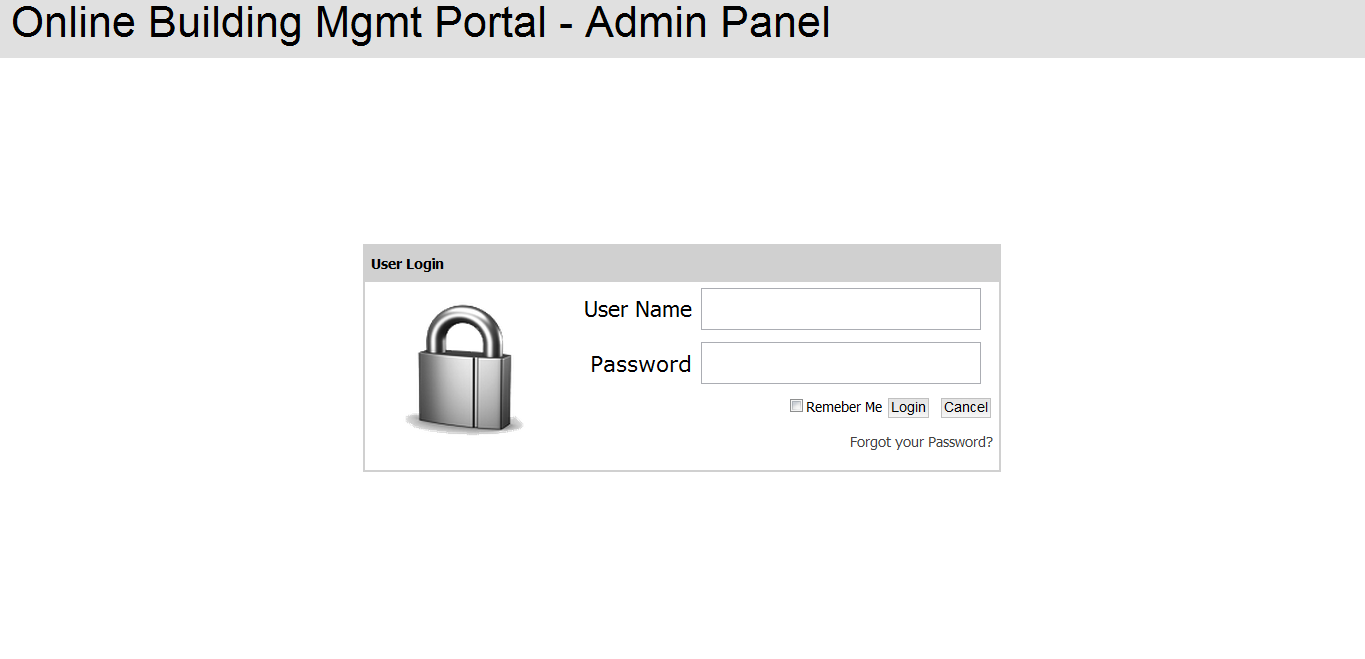 Online Building Mgmt Portal - Admin Panel
User Login
User Name
Password
Remeber Me Login Cancel
Forgot your Password?